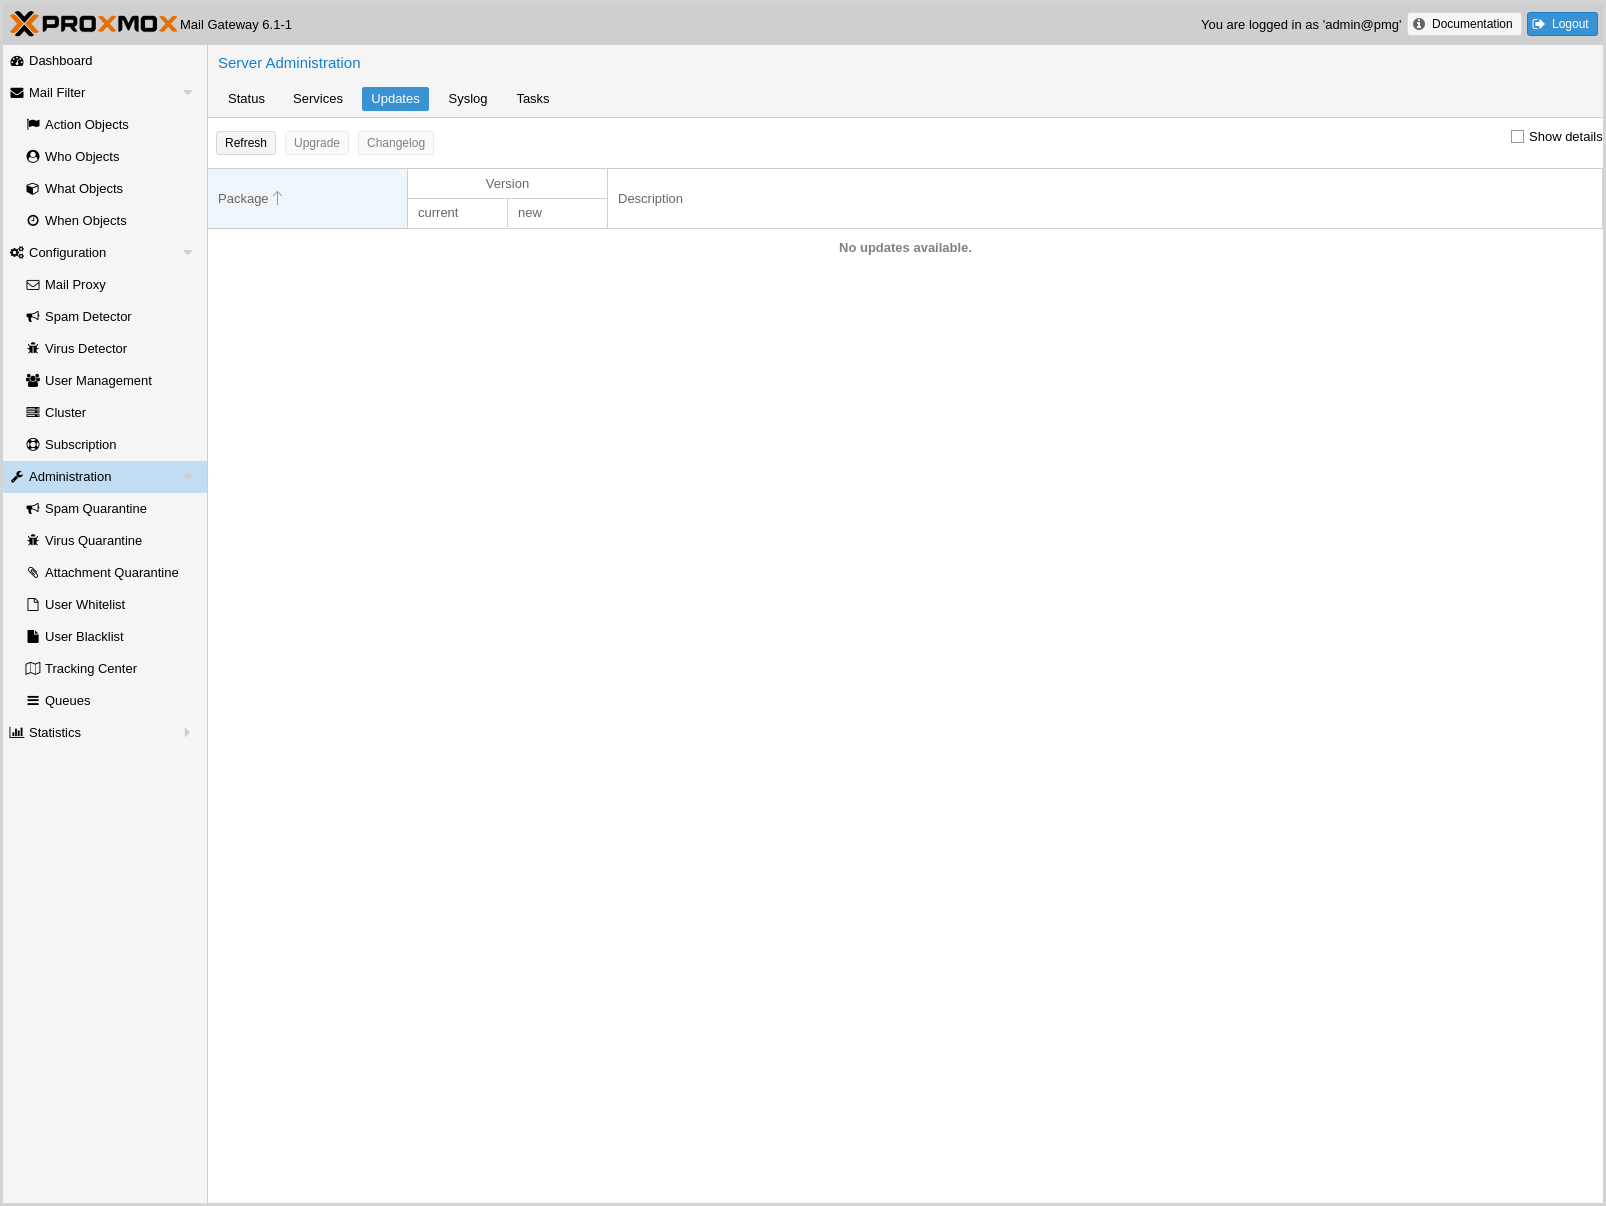 PROXMOX Mail Gateway 6.1-1
You are logged in as 'admin@pmg'
Documentation
Logout
Dashboard
Mail Filter
Action Objects
Who Objects
What Objects
When Objects
Configuration
Mail Proxy
Spam Detector
Virus Detector
User Management
Cluster
Subscription
Administration
Spam Quarantine
Virus Quarantine
Attachment Quarantine
User Whitelist
User Blacklist
Tracking Center
Queues
Statistics
Server Administration
Status Services Updates Syslog Tasks
Refresh Upgrade Changelog
Show details
Package
Version
current new
Description
No updates available.